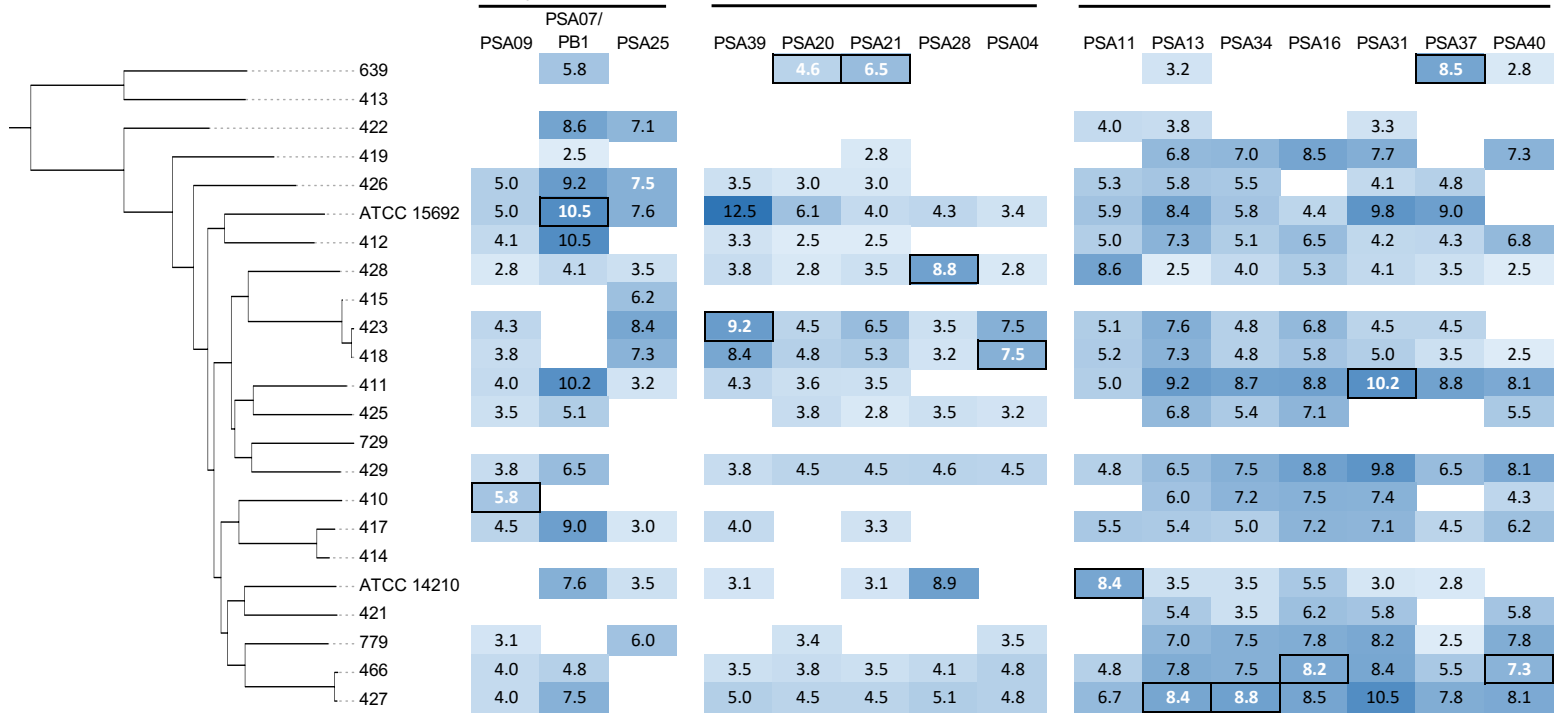 PSA07/
PSA09 PB1 PSA25 PSA39 PSA20 PSA21 PSA28 PSA04 PSA11 PSA13 PSA34 PSA16 PSA31 PSA37 PSA40
639 5.8 4.6 6.5 3.2 8.5 2.8
413
422 8.6 7.1 4.0 3.8 3.3
419 2.5 2.8 6.8 7.0 8.5 7.7 7.3
426 5.0 9.2 7.5 3.5 3.0 3.0 5.3 5.8 5.5 4.1 4.8
ATCC 15692 5.0 10.5 7.6 12.5 6.1 4.0 4.3 3.4 5.9 8.4 5.8 4.4 9.8 9.0
412 4.1 10.5 3.3 2.5 2.5 5.0 7.3 5.1 6.5 4.2 4.3 6.8
428 2.8 4.1 3.5 3.8 2.8 3.5 8.8 2.8 8.6 2.5 4.0 5.3 4.1 3.5 2.5
415 6.2
423 4.3 8.4 9.2 4.5 6.5 3.5 7.5 5.1 7.6 4.8 6.8 4.5 4.5
418 3.8 7.3 8.4 4.8 5.3 3.2 7.5 5.2 7.3 4.8 5.8 5.0 3.5 2.5
411 4.0 10.2 3.2 4.3 3.6 3.5 5.0 9.2 8.7 8.8 10.2 8.8 8.1
425 3.5 5.1 3.8 2.8 3.5 3.2 6.8 5.4 7.1 5.5
729
429 3.8 6.5 3.8 4.5 4.5 4.6 4.5 4.8 6.5 7.5 8.8 9.8 6.5 8.1
410 5.8 6.0 7.2 7.5 7.4 4.3
417 4.5 9.0 3.0 4.0 3.3 5.5 5.4 5.0 7.2 7.1 4.5 6.2
414
ATCC 14210 7.6 3.5 3.1 3.1 8.9 8.4 3.5 3.5 5.5 3.0 2.8
421 5.4 3.5 6.2 5.8 5.8
779 3.1 6.0 3.4 3.5 7.0 7.5 7.8 8.2 2.5 7.8
466 4.0 4.8 3.5 3.8 3.5 4.1 4.8 4.8 7.8 7.5 8.2 8.4 5.5 7.3
427 4.0 7.5 5.0 4.5 4.5 5.1 4.8 6.7 8.4 8.8 8.5 10.5 7.8 8.1